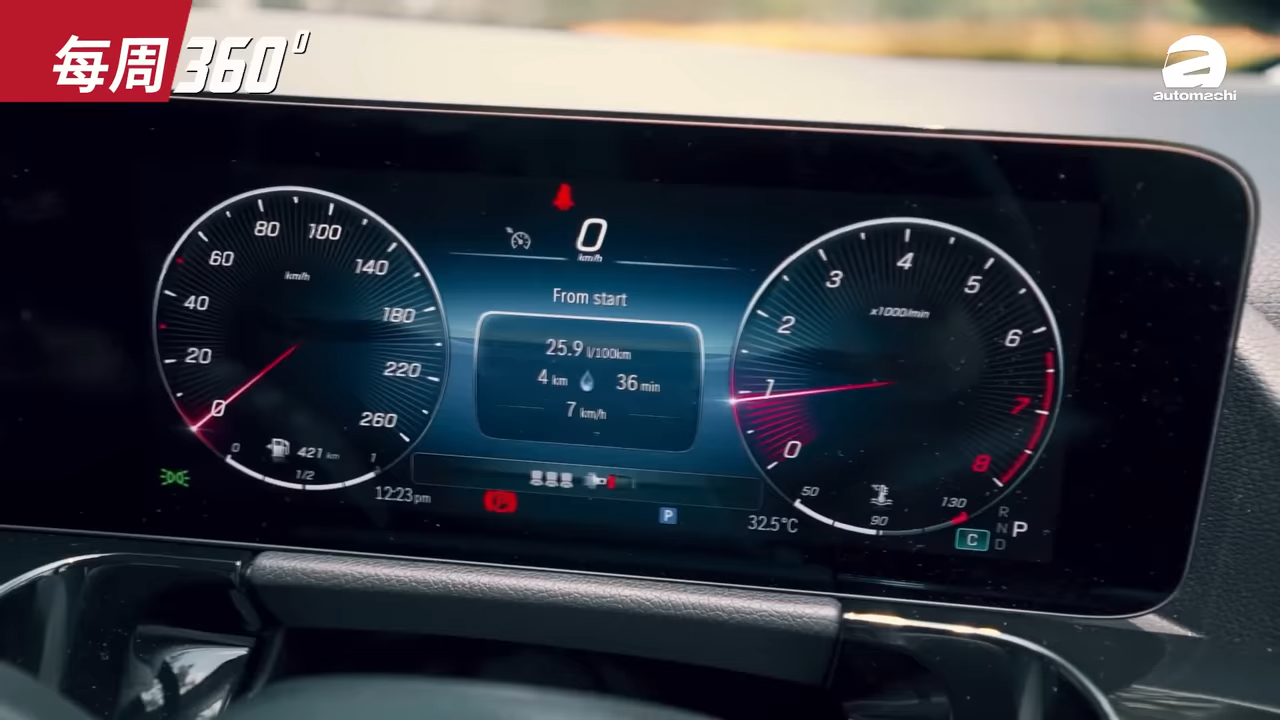 每周360°
a
automachi
0
km/h
80
100
60
140
km/h
40
180
20
220
0
260
0
421 km
1
1/2
12:23pm
From start
25.9 l/100km
4 km
36 min
7 km/h
P
32.5°C
4
3
5
x1000/min
2
6
1
7
0
8
50
130
90
R
N
P
D
C